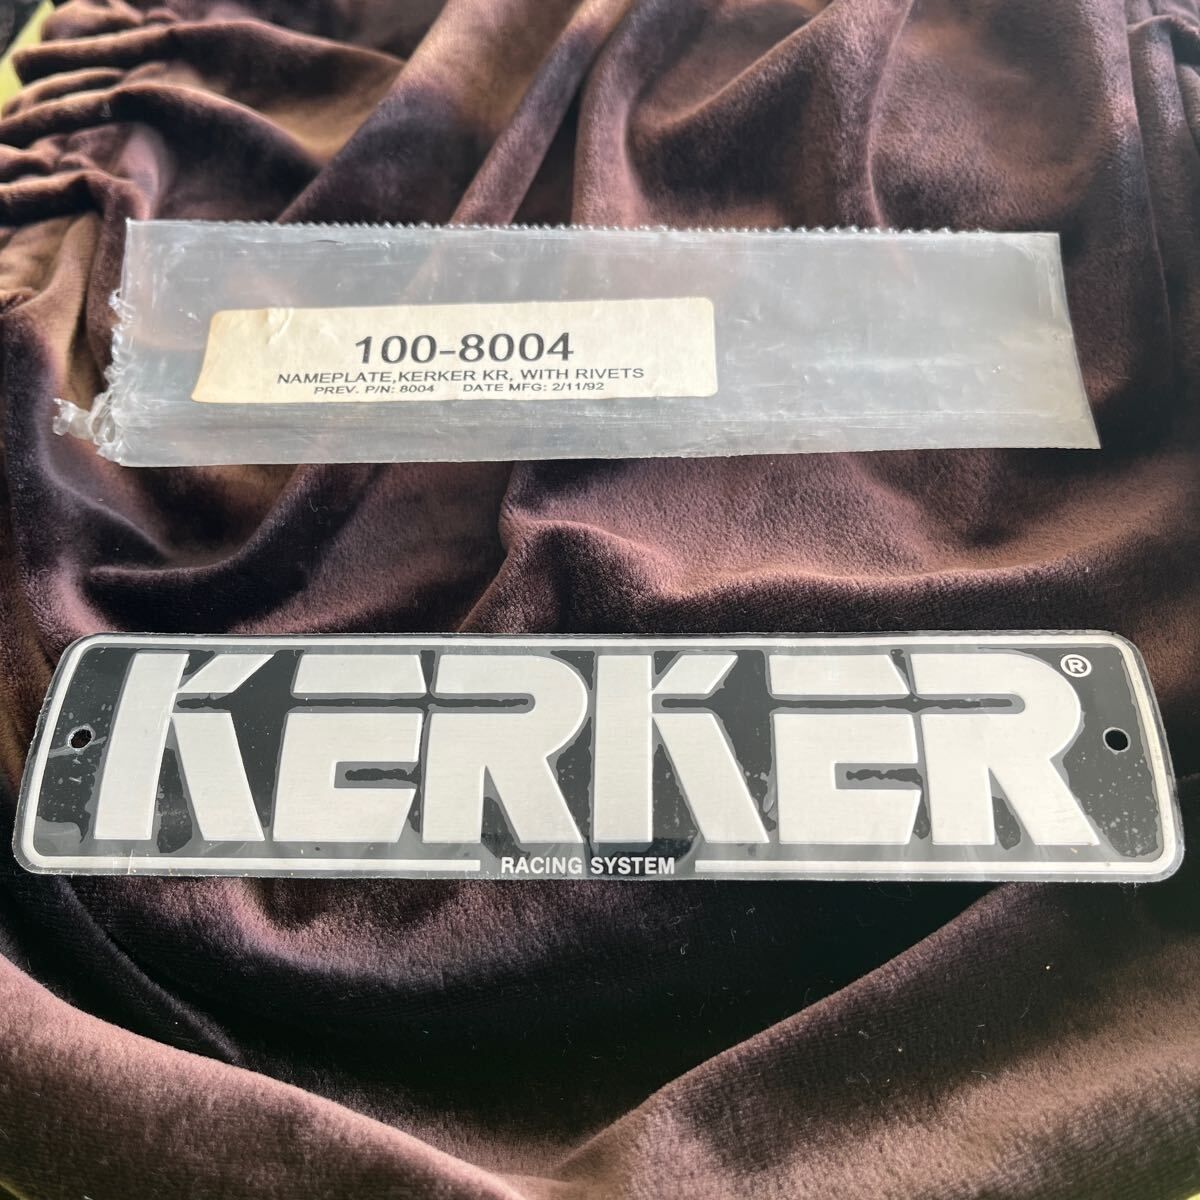 100-8004
NAMEPLATE,KERKER KR, WITH RIVETS
PREV. P/N: 8004 DATE MFG: 2/11/92
KERKER®
RACING SYSTEM